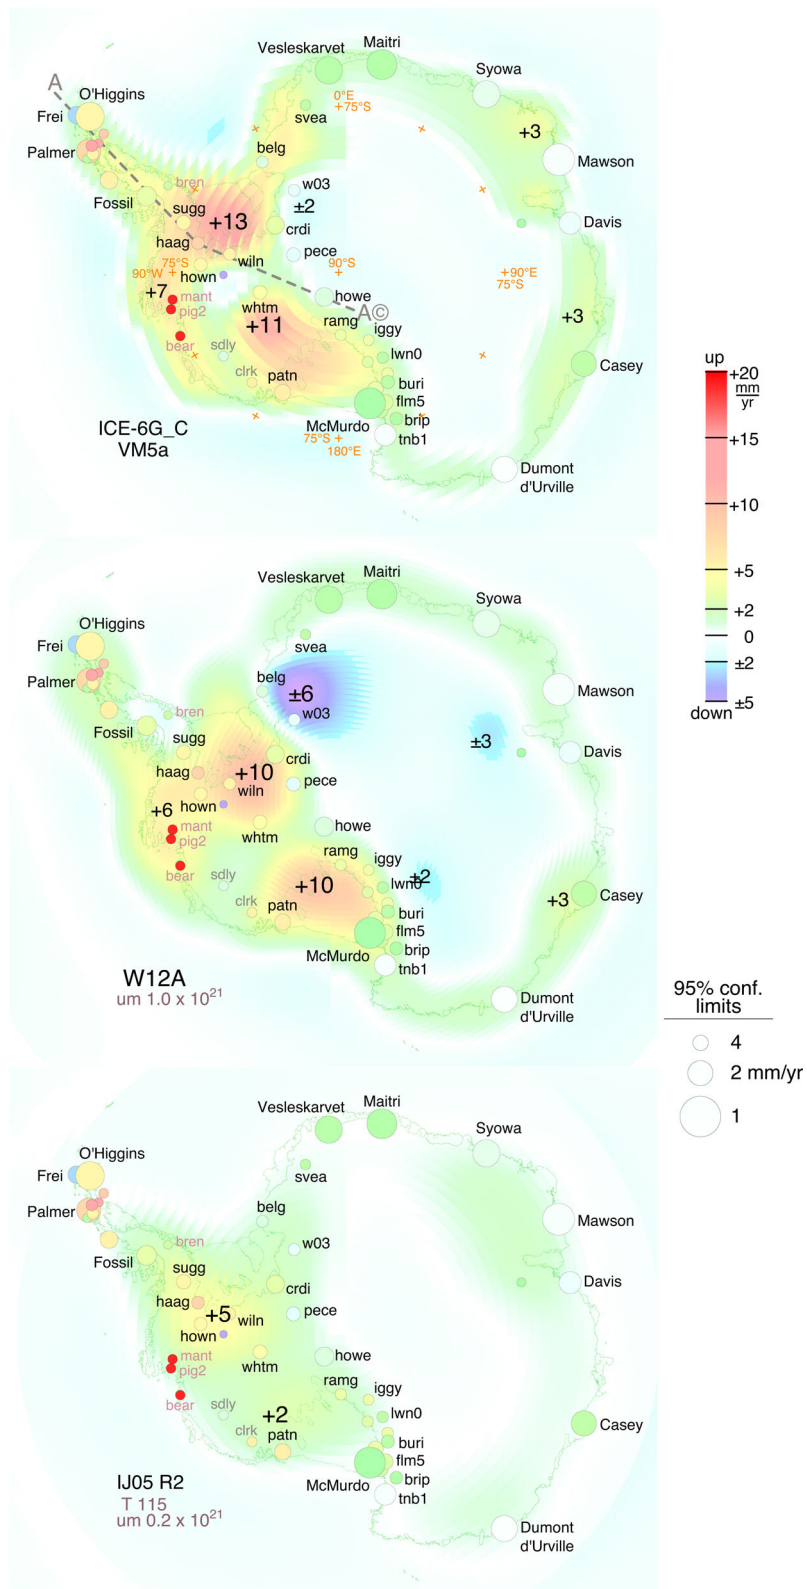 Vesleskarvet
Maitri
Syowa
A
O'Higgins
Frei
0°E
+75°S
svea
+3
Palmer
belg
Mawson
bren
w03
Fossil
sugg
±2
+13
Davis
crdi
haag
wiln
pece
75°S
90°S
90°W
hown
+90°E
75°S
+7
mant
howe
pig2
whtm
A©
+3
+11
ramg
iggy
bear
sdly
lwn0
clrk
patn
Casey
buri
flm5
ICE-6G_C
VM5a
McMurdo
brip
75°S
tnb1
180°E
Dumont
d'Urville
up
+20
mm
yr
+15
+10
+5
+2
0
±2
±5
down
Vesleskarvet
Maitri
Syowa
O'Higgins
Frei
svea
Palmer
belg
±6
Mawson
bren
w03
Fossil
sugg
±3
Davis
crdi
haag
+10
wiln
pece
hown
+6
mant
howe
pig2
whtm
ramg
iggy
bear
sdly
+2
+10
lwn0
clrk
patn
+3
Casey
buri
flm5
McMurdo
brip
tnb1
W12A
um 1.0 x 10²¹
Dumont
d'Urville
95% conf.
limits
4
2 mm/yr
1
Vesleskarvet
Maitri
Syowa
O'Higgins
Frei
svea
Palmer
belg
Mawson
bren
w03
Fossil
sugg
Davis
crdi
haag
+5
wiln
pece
hown
mant
howe
pig2
whtm
ramg
iggy
bear
sdly
+2
lwn0
clrk
patn
Casey
buri
flm5
McMurdo
brip
tnb1
IJ05 R2
T 115
um 0.2 x 10²¹
Dumont
d'Urville